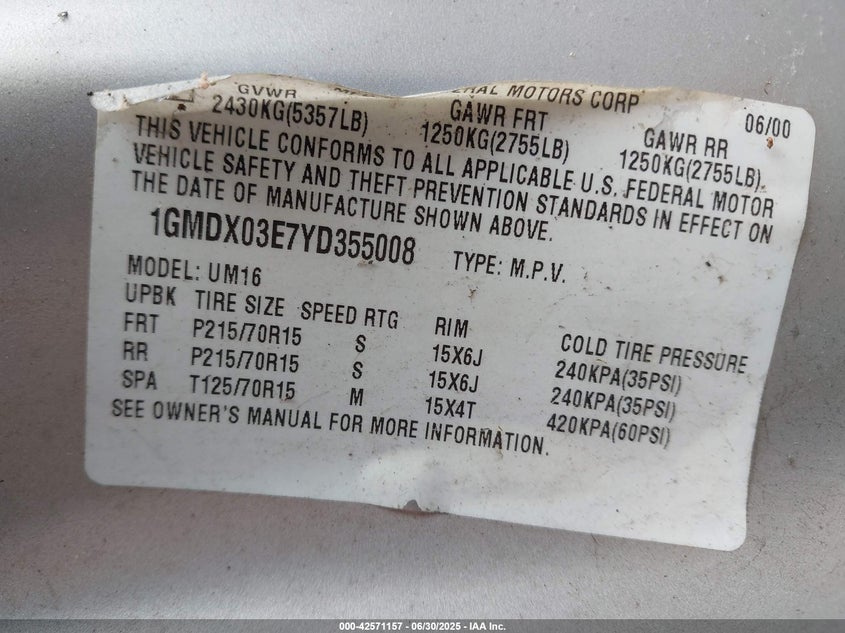 GVWR ERAL MOTORS CORP
2430KG(5357LB) GAWR FRT GAWR RR 06/00
1250KG(2755LB) 1250KG(2755LB).
THIS VEHICLE CONFORMS TO ALL APPLICABLE U.S. FEDERAL MOTOR
VEHICLE SAFETY AND THEFT PREVENTION STANDARDS IN EFFECT ON
THE DATE OF MANUFACTURE SHOWN ABOVE.
1GMDX03E7YD355008 TYPE: M.P.V.
MODEL: UM16
UPBK TIRE SIZE SPEED RTG RIM COLD TIRE PRESSURE
FRT P215/70R15 S 15X6J 240KPA(35PSI)
RR P215/70R15 S 15X6J 240KPA(35PSI)
SPA T125/70R15 M 15X4T 420KPA(60PSI)
SEE OWNER'S MANUAL FOR MORE INFORMATION.
000-42571157 - 06/30/2025 - IAA Inc.